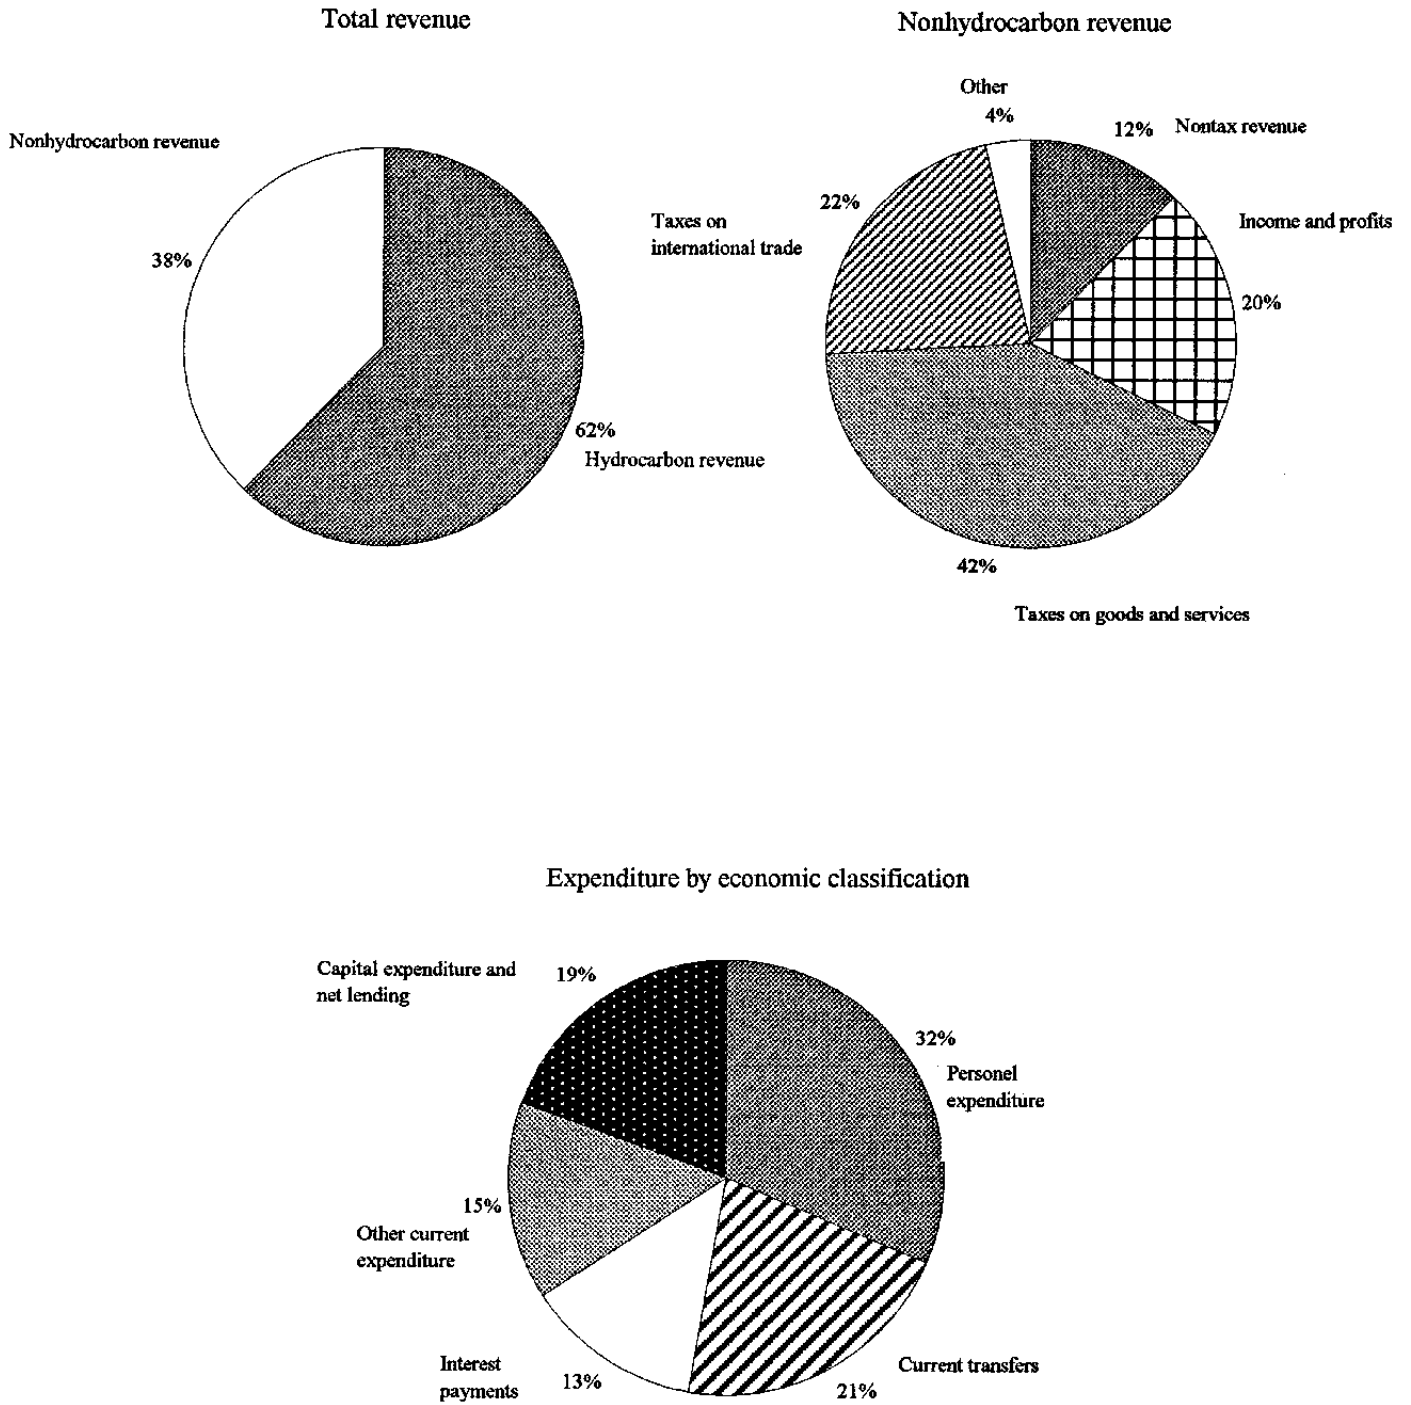 Total revenue
Nonhydrocarbon revenue
38%
62%
Hydrocarbon revenue
Nonhydrocarbon revenue
Other
4%
12%
Nontax revenue
22%
Taxes on
international trade
Income and profits
20%
42%
Taxes on goods and services
Expenditure by economic classification
Capital expenditure and
net lending
19%
32%
Personel
expenditure
15%
Other current
expenditure
Interest
payments
13%
21%
Current transfers